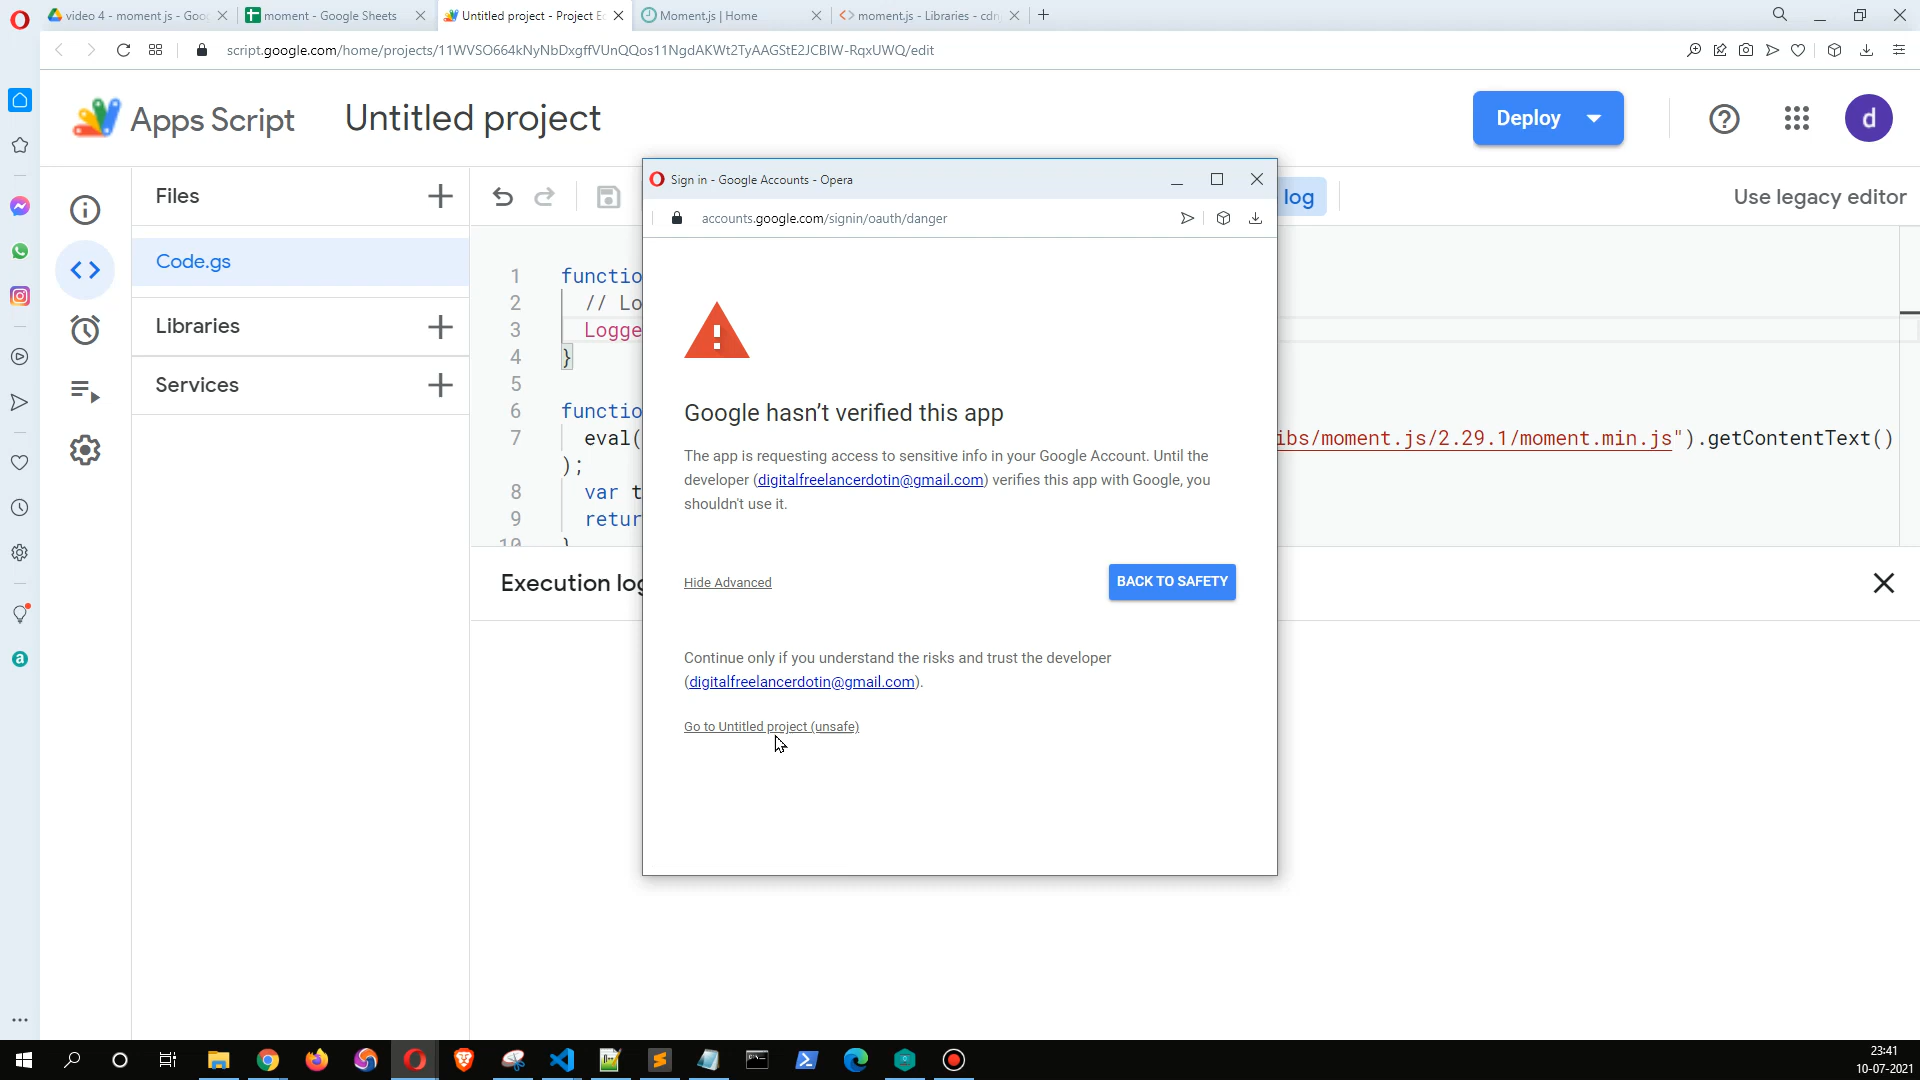 video 4 - moment js - Goo
moment - Google Sheets
Untitled project - Project E
Moment.js | Home
moment.js - Libraries - cdn
script.google.com/home/projects/11WVSO664kNyNbDxgffVUnQQos11NgdAKWt2TyAAGStE2JCBIW-RqxUWQ/edit
Apps Script
Untitled project
Deploy
d
Sign in - Google Accounts - Opera
accounts.google.com/signin/oauth/danger
Files
log
Use legacy editor
Code.gs
Libraries
Services
1 functio
2 // Lo
3 Logge
4 }
5
6 functio
7 eval( ibs/moment.js/2.29.1/moment.min.js").getContentText()
);
8 var t
9 retur
10 }
Google hasn't verified this app
The app is requesting access to sensitive info in your Google Account. Until the
developer (digitalfreelancerdotin@gmail.com) verifies this app with Google, you
shouldn't use it.
Hide Advanced
BACK TO SAFETY
Execution log
Continue only if you understand the risks and trust the developer
(digitalfreelancerdotin@gmail.com).
Go to Untitled project (unsafe)
a
23:41
10-07-2021